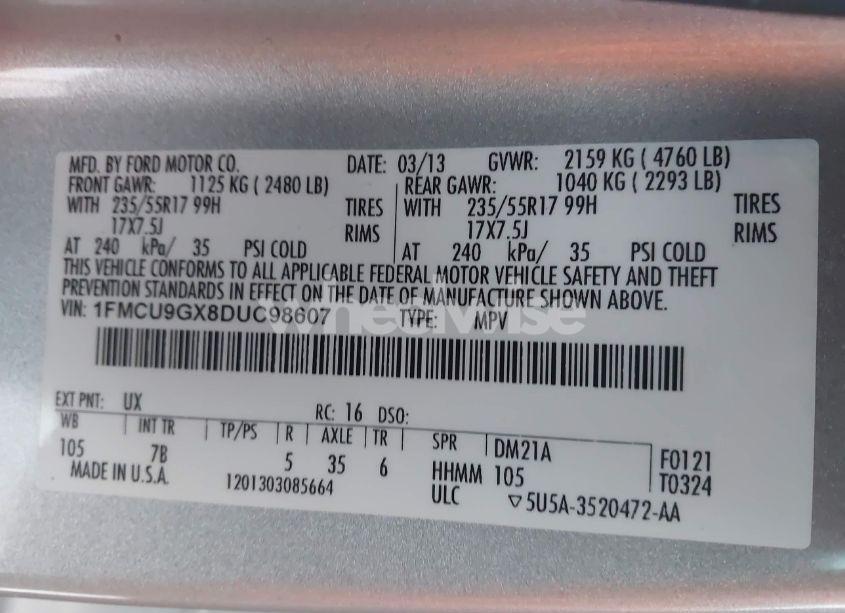 MFD. BY FORD MOTOR CO. DATE: 03/13 GVWR: 2159 KG ( 4760 LB)
FRONT GAWR: 1125 KG ( 2480 LB) REAR GAWR: 1040 KG ( 2293 LB)
WITH 235/55R17 99H TIRES WITH 235/55R17 99H TIRES
17X7.5J RIMS 17X7.5J RIMS
AT 240 kPa/ 35 PSI COLD AT 240 kPa/ 35 PSI COLD
THIS VEHICLE CONFORMS TO ALL APPLICABLE FEDERAL MOTOR VEHICLE SAFETY AND THEFT
PREVENTION STANDARDS IN EFFECT ON THE DATE OF MANUFACTURE SHOWN ABOVE.
VIN: 1FMCU9GX8DUC98607 TYPE: MPV
wheelwise
EXT PNT: UX RC: 16 DSO:
WB INT TR TP/PS R AXLE TR SPR DM21A F0121
105 7B 5 35 6 HHMM 105 T0324
MADE IN U.S.A. 1201303085664 ULC ▽5U5A-3520472-AA